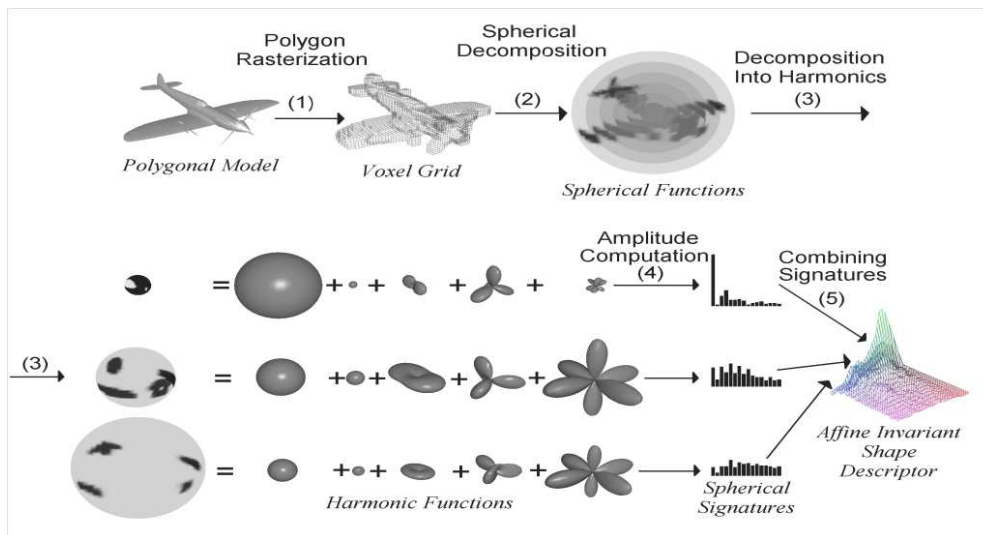 Polygon
Rasterization
(1)
Spherical
Decomposition
(2)
Decomposition
Into Harmonics
(3)
Polygonal Model
Voxel Grid
Spherical Functions
Amplitude
Computation
(4)
Combining
Signatures
(5)
= + + + +
(3)
= + + + +
= + + + +
Harmonic Functions
Spherical
Signatures
Affine Invariant
Shape
Descriptor